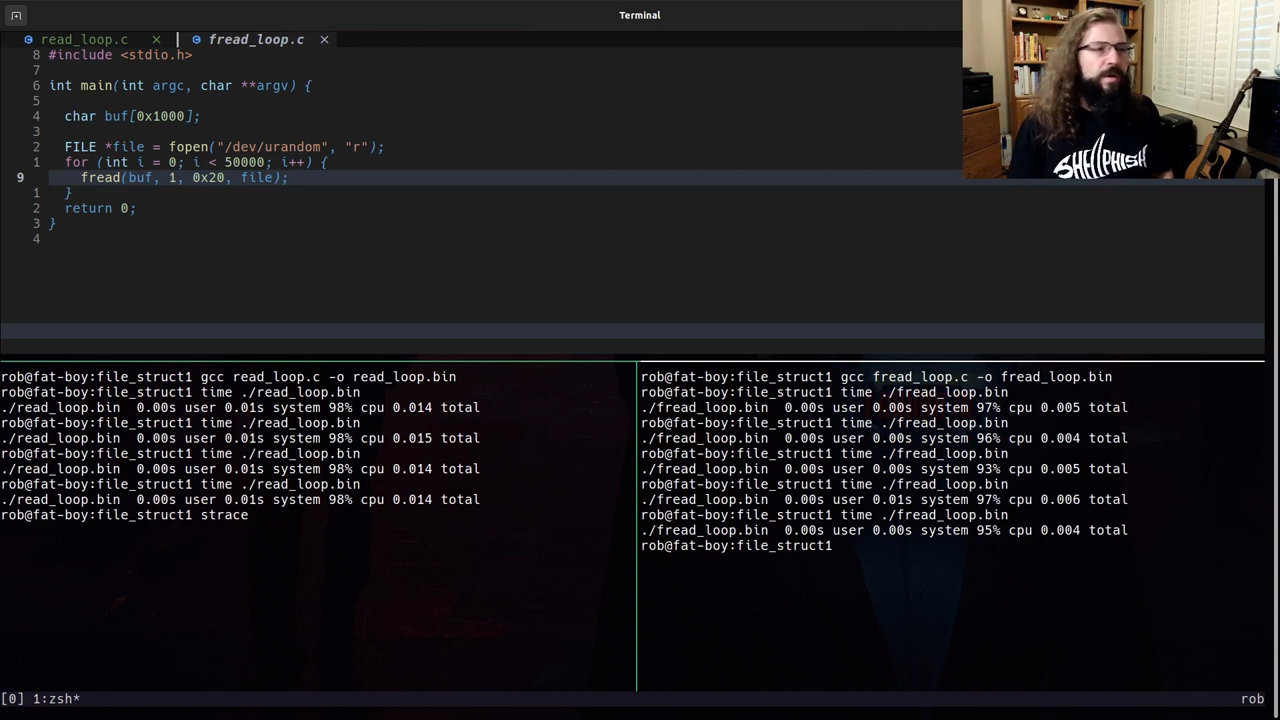 Terminal
read_loop.c
fread_loop.c
8 #include <stdio.h>
7
6 int main(int argc, char **argv) {
5
4 char buf[0x1000];
3
2 FILE *file = fopen("/dev/urandom", "r");
1 for (int i = 0; i < 50000; i++) {
9 fread(buf, 1, 0x20, file);
1 }
2 return 0;
3 }
4
SHELLPHISH
rob@fat-boy:file_struct1 gcc read_loop.c -o read_loop.bin
rob@fat-boy:file_struct1 time ./read_loop.bin
./read_loop.bin 0.00s user 0.01s system 98% cpu 0.014 total
rob@fat-boy:file_struct1 time ./read_loop.bin
./read_loop.bin 0.00s user 0.01s system 98% cpu 0.015 total
rob@fat-boy:file_struct1 time ./read_loop.bin
./read_loop.bin 0.00s user 0.01s system 98% cpu 0.014 total
rob@fat-boy:file_struct1 time ./read_loop.bin
./read_loop.bin 0.00s user 0.01s system 98% cpu 0.014 total
rob@fat-boy:file_struct1 strace
rob@fat-boy:file_struct1 gcc fread_loop.c -o fread_loop.bin
rob@fat-boy:file_struct1 time ./fread_loop.bin
./fread_loop.bin 0.00s user 0.00s system 97% cpu 0.005 total
rob@fat-boy:file_struct1 time ./fread_loop.bin
./fread_loop.bin 0.00s user 0.00s system 96% cpu 0.004 total
rob@fat-boy:file_struct1 time ./fread_loop.bin
./fread_loop.bin 0.00s user 0.00s system 93% cpu 0.005 total
rob@fat-boy:file_struct1 time ./fread_loop.bin
./fread_loop.bin 0.00s user 0.01s system 97% cpu 0.006 total
rob@fat-boy:file_struct1 time ./fread_loop.bin
./fread_loop.bin 0.00s user 0.00s system 95% cpu 0.004 total
rob@fat-boy:file_struct1
[0] 1:zsh*
rob